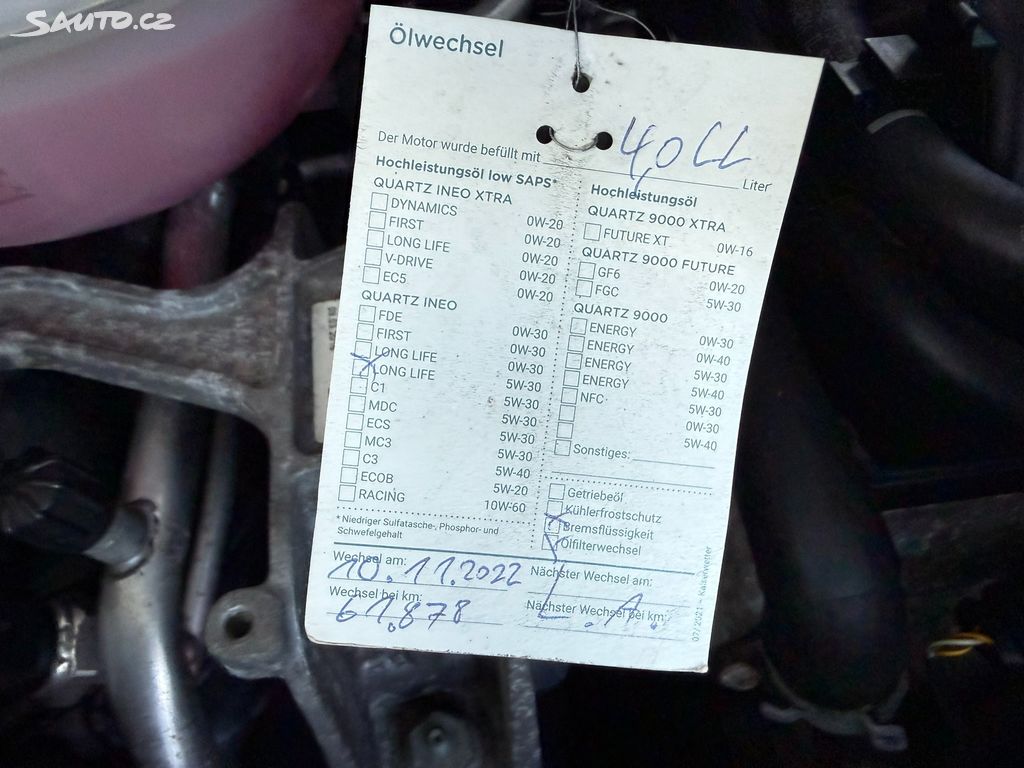 SAUTO.CZ
Ölwechsel
Der Motor wurde befüllt mit 4,0 LL Liter
Hochleistungsöl low SAPS*
QUARTZ INEO XTRA
DYNAMICS 0W-20
FIRST 0W-20
LONG LIFE 0W-20
V-DRIVE 0W-20
EC5 0W-20
QUARTZ INEO
FDE 0W-30
FIRST 0W-30
LONG LIFE 0W-30
LONG LIFE 5W-30
C1 5W-30
MDC 5W-30
ECS 5W-30
MC3 5W-30
C3 5W-40
ECOB 5W-20
RACING 10W-60
* Niedriger Sulfatasche-, Phosphor- und
Schwefelgehalt
Hochleistungsöl
QUARTZ 9000 XTRA
FUTURE XT 0W-16
QUARTZ 9000 FUTURE
GF6 0W-20
FGC 5W-30
QUARTZ 9000
ENERGY 0W-30
ENERGY 0W-40
ENERGY 5W-30
ENERGY 5W-40
NFC 5W-30
0W-30
5W-40
Sonstiges:
Getriebeöl
Kühlerfrostschutz
Bremsflüssigkeit
Ölfilterwechsel
Wechsel am: 10.11.2022
Nächster Wechsel am:
Wechsel bei km: 61.878
Nächster Wechsel bei km: L.A.
07/2021 - Kaiserwetter